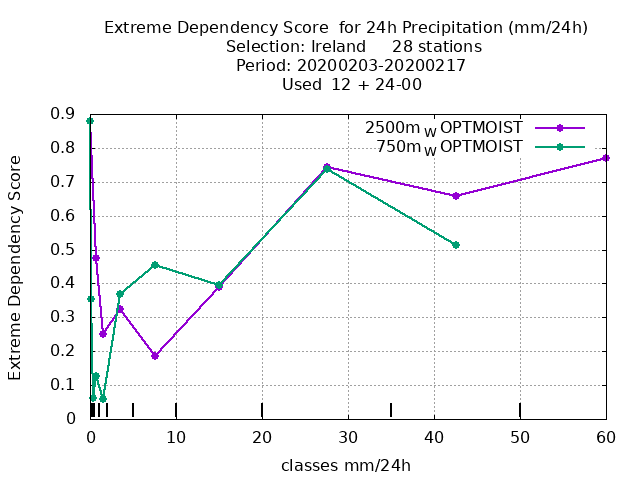 Extreme Dependency Score  for 24h Precipitation (mm/24h)
Selection: Ireland     28 stations
Period: 20200203-20200217
Used  12 + 24-00
2500m_W OPTMOIST
750m_W OPTMOIST
Extreme Dependency Score
0.9
0.8
0.7
0.6
0.5
0.4
0.3
0.2
0.1
0
0 10 20 30 40 50 60
classes mm/24h